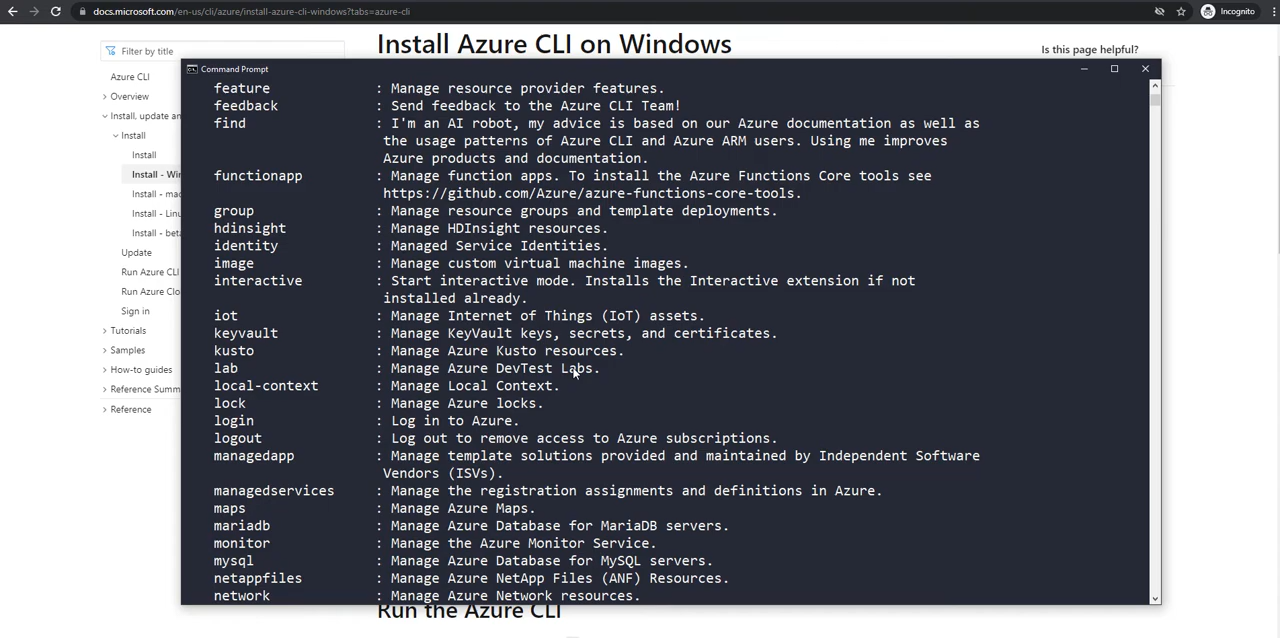 docs.microsoft.com/en-us/cli/azure/install-azure-cli-windows?tabs=azure-cli
Incognito
Filter by title
Install Azure CLI on Windows
Is this page helpful?
Azure CLI
Overview
Install, update an
Install
Install
Install - Win
Install - mac
Install - Linu
Install - beta
Update
Run Azure CLI
Run Azure Clo
Sign in
Tutorials
Samples
How-to guides
Reference Summ
Reference
Command Prompt
feature : Manage resource provider features.
feedback : Send feedback to the Azure CLI Team!
find : I'm an AI robot, my advice is based on our Azure documentation as well as
the usage patterns of Azure CLI and Azure ARM users. Using me improves
Azure products and documentation.
functionapp : Manage function apps. To install the Azure Functions Core tools see
https://github.com/Azure/azure-functions-core-tools.
group : Manage resource groups and template deployments.
hdinsight : Manage HDInsight resources.
identity : Managed Service Identities.
image : Manage custom virtual machine images.
interactive : Start interactive mode. Installs the Interactive extension if not
installed already.
iot : Manage Internet of Things (IoT) assets.
keyvault : Manage KeyVault keys, secrets, and certificates.
kusto : Manage Azure Kusto resources.
lab : Manage Azure DevTest Labs.
local-context : Manage Local Context.
lock : Manage Azure locks.
login : Log in to Azure.
logout : Log out to remove access to Azure subscriptions.
managedapp : Manage template solutions provided and maintained by Independent Software
Vendors (ISVs).
managedservices : Manage the registration assignments and definitions in Azure.
maps : Manage Azure Maps.
mariadb : Manage Azure Database for MariaDB servers.
monitor : Manage the Azure Monitor Service.
mysql : Manage Azure Database for MySQL servers.
netappfiles : Manage Azure NetApp Files (ANF) Resources.
network : Manage Azure Network resources.
Run the Azure CLI